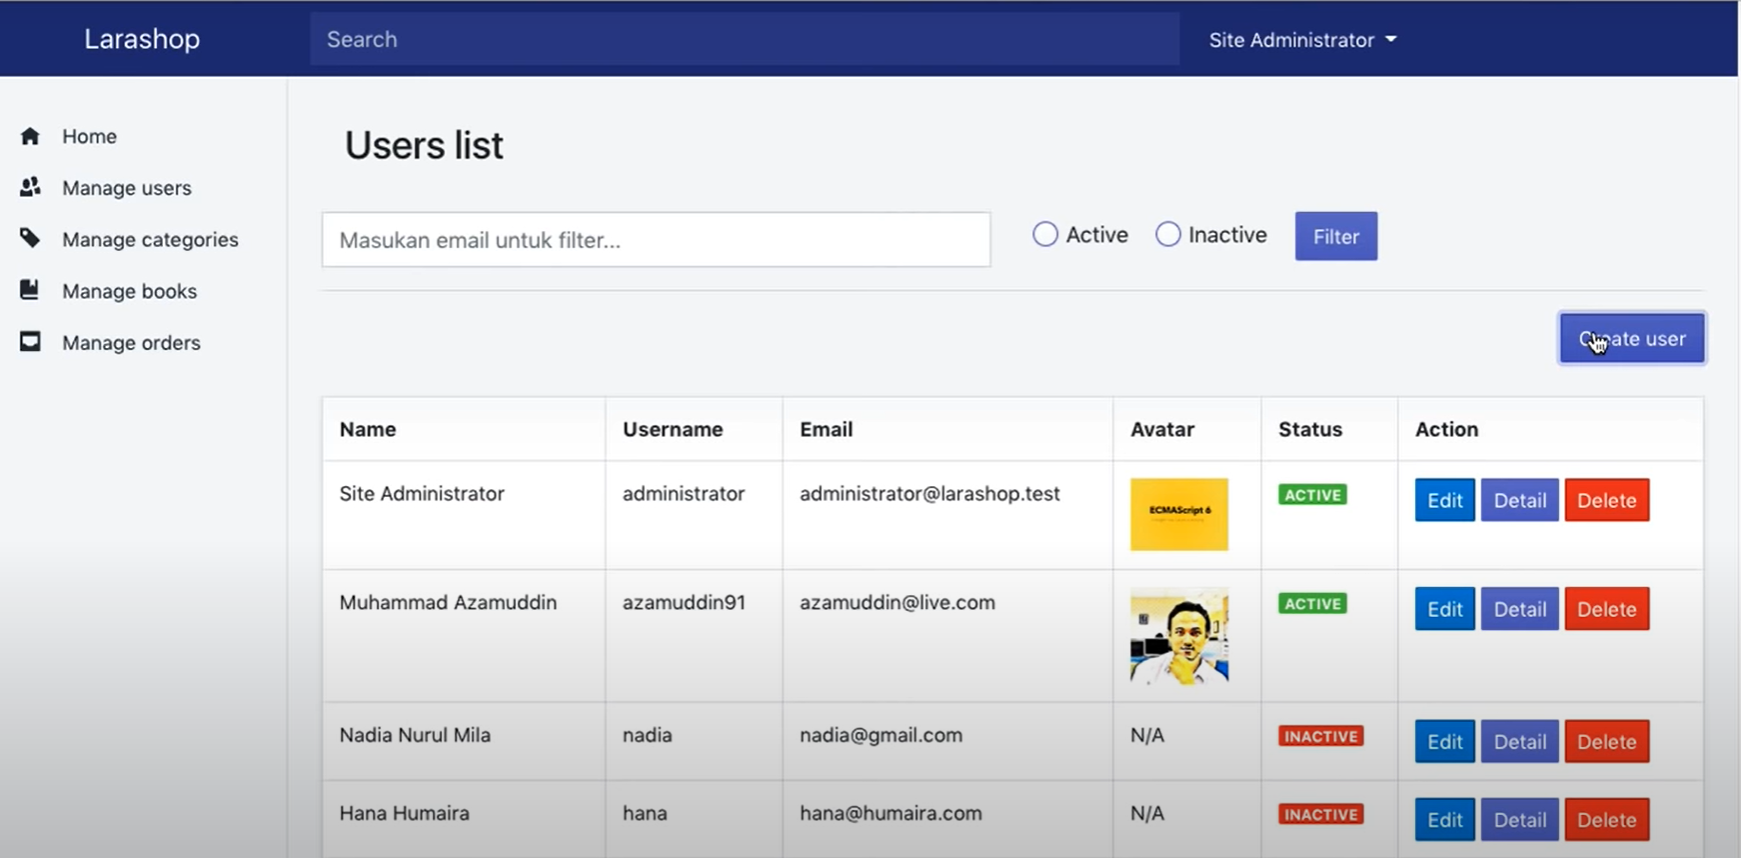 Larashop Search Site Administrator
Home
Manage users
Manage categories
Manage books
Manage orders
Users list
Masukan email untuk filter... Active Inactive Filter
Create user
Name Username Email Avatar Status Action
Site Administrator administrator administrator@larashop.test ECMAScript 6 ACTIVE Edit Detail Delete
Muhammad Azamuddin azamuddin91 azamuddin@live.com ACTIVE Edit Detail Delete
Nadia Nurul Mila nadia nadia@gmail.com N/A INACTIVE Edit Detail Delete
Hana Humaira hana hana@humaira.com N/A INACTIVE Edit Detail Delete